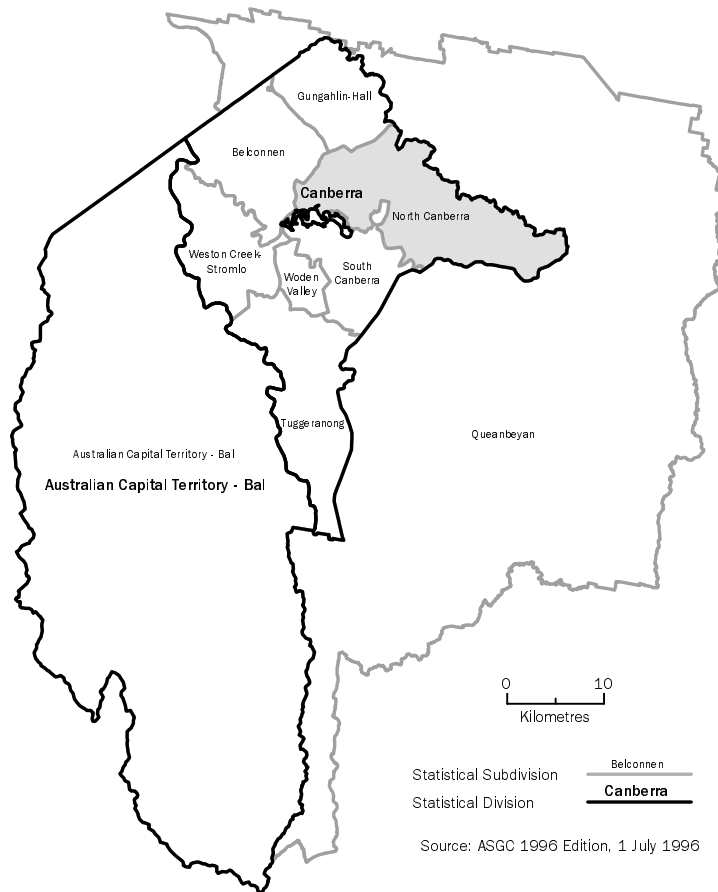 Gungahlin-Hall
Belconnen
Canberra
North Canberra
Weston Creek-
Stromlo
South
Canberra
Woden
Valley
Tuggeranong
Queanbeyan
Australian Capital Territory - Bal
Australian Capital Territory - Bal
0 10
Kilometres
Statistical Subdivision Belconnen
Statistical Division Canberra
Source: ASGC 1996 Edition, 1 July 1996